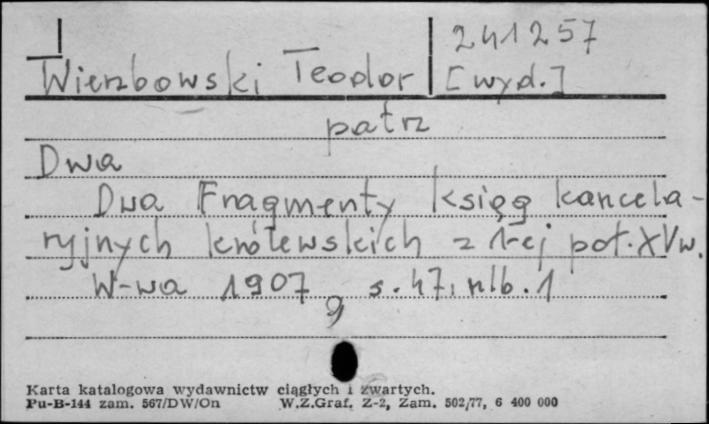 241257
Wierzbowski Teodor [wyd.]
patrz
Dwa
Dwa Fragmenty ksiąg kancela-
ryjnych królewskich z 1-ej poł. XV w.
W-wa 1907 s. 47, nlb. 1
Karta katalogowa wydawnictw ciągłych i zwartych.
Pu-B-144 zam. 567/DW/On W.Z.Graf. Z-2, Zam. 502/77, 6 400 000